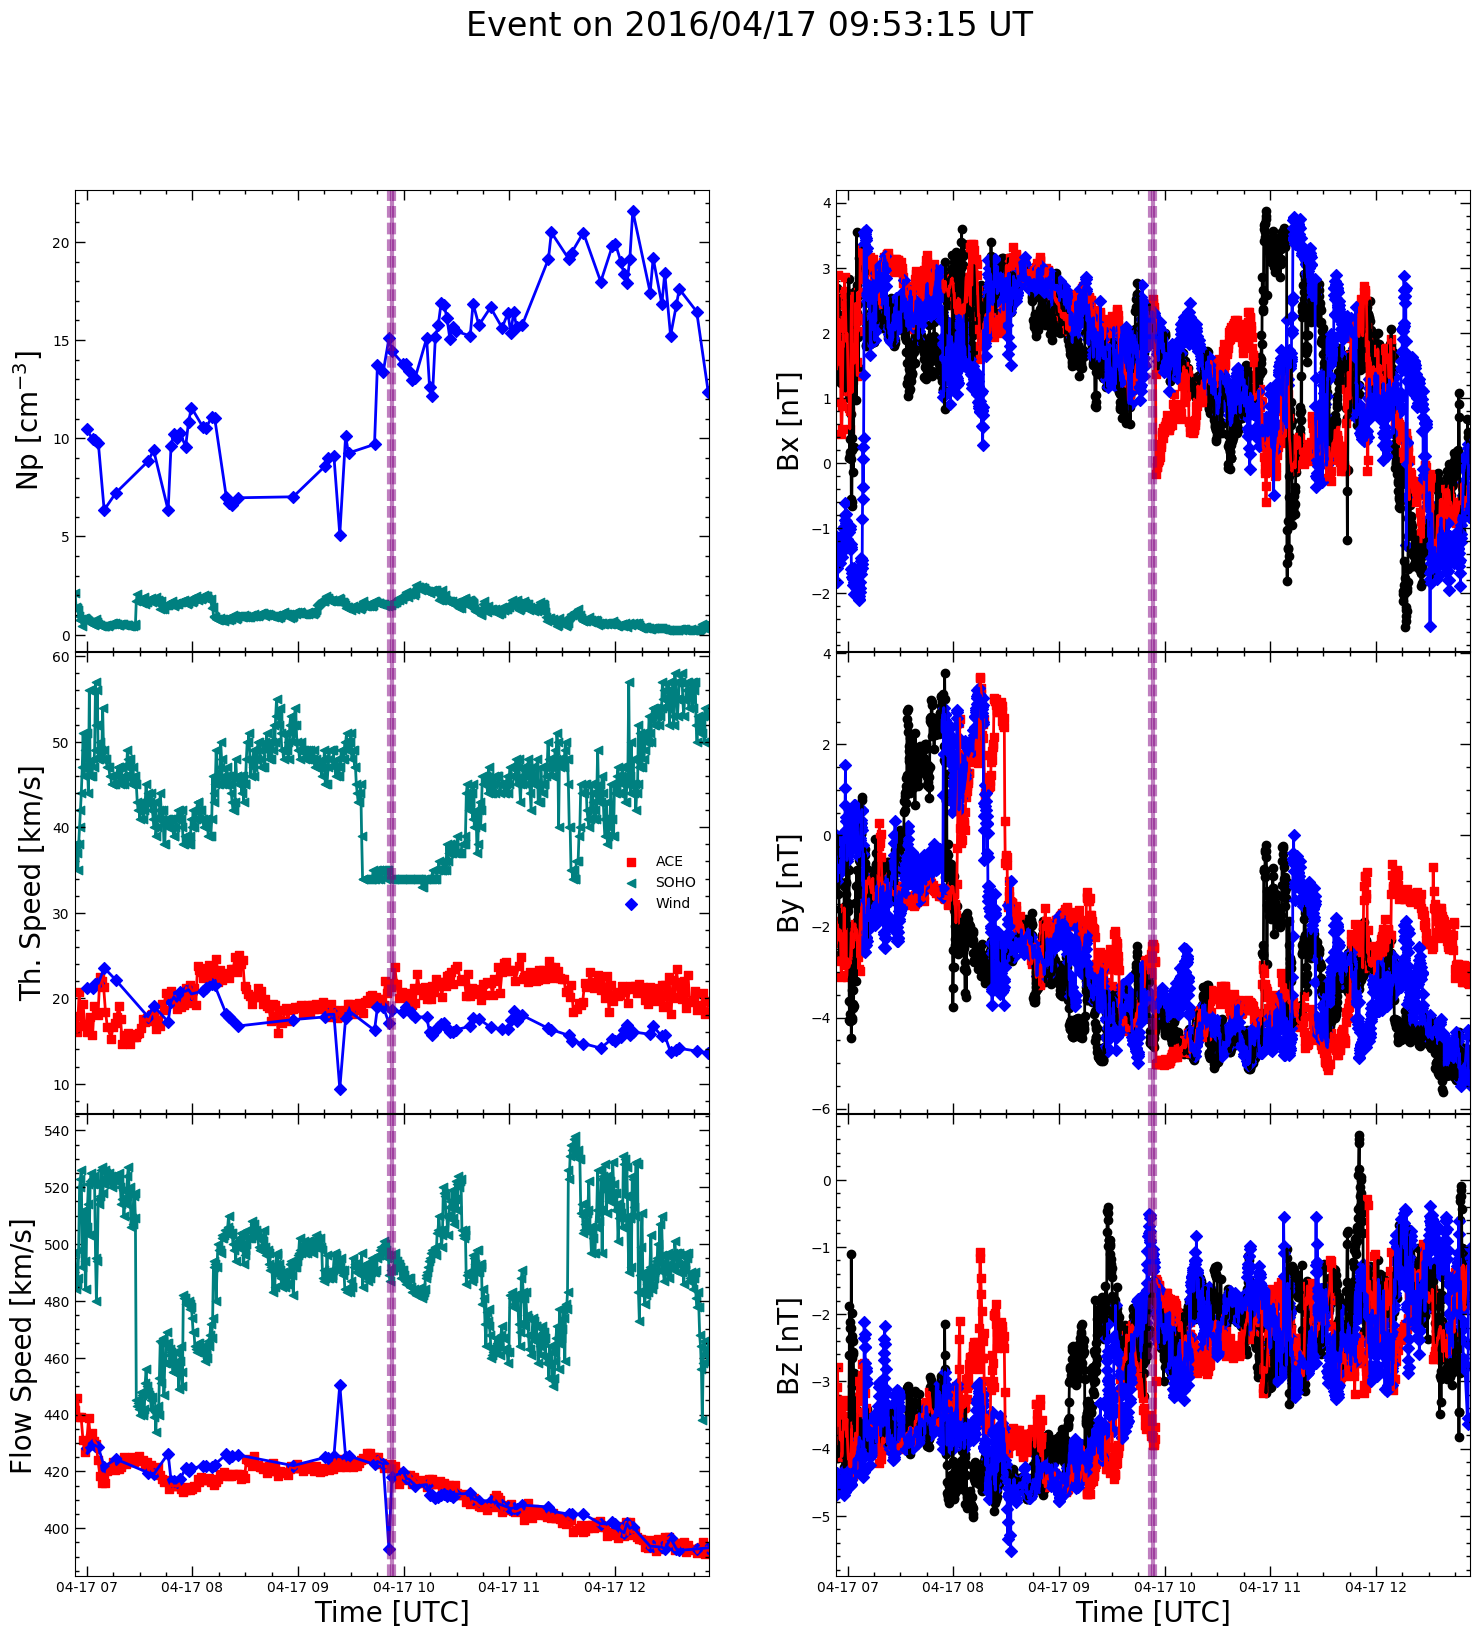 Event on 2016/04/17 09:53:15 UT
Np [cm⁻³]
20
15
10
5
0
Th. Speed [km/s]
60
50
40
30
20
10
ACE
SOHO
Wind
Flow Speed [km/s]
540
520
500
480
460
440
420
400
04-17 07 04-17 08 04-17 09 04-17 10 04-17 11 04-17 12
Time [UTC]
Bx [nT]
4
3
2
1
0
−1
−2
By [nT]
4
2
0
−2
−4
−6
Bz [nT]
0
−1
−2
−3
−4
−5
04-17 07 04-17 08 04-17 09 04-17 10 04-17 11 04-17 12
Time [UTC]